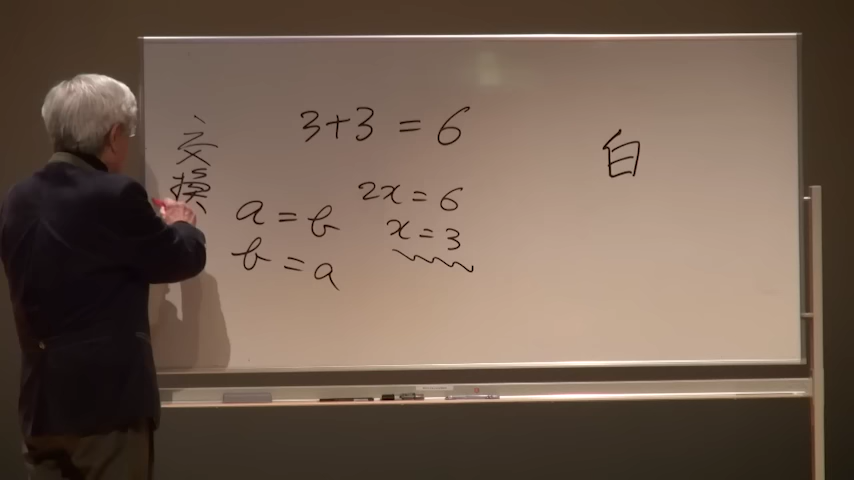 3+3 = 6
白
交換
2x = 6
x = 3
a = b
b = a